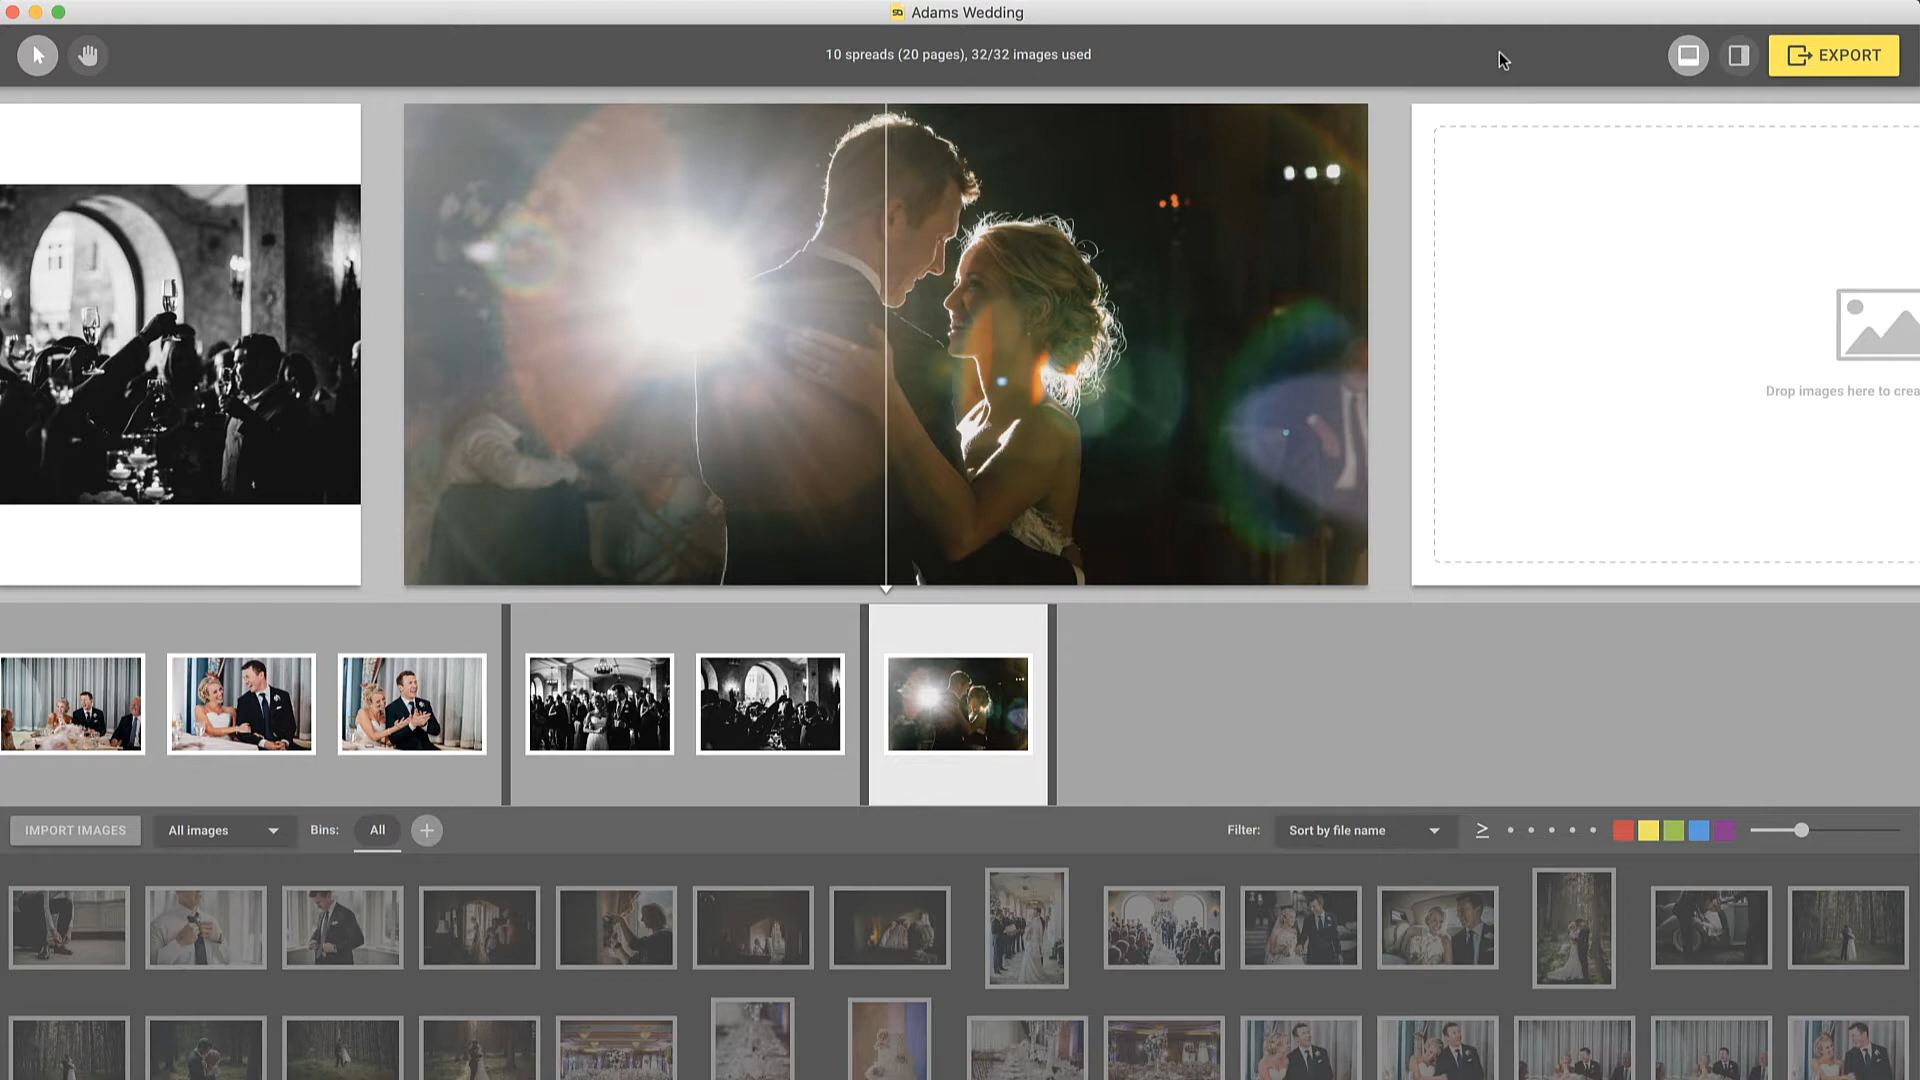 Adams Wedding
10 spreads (20 pages), 32/32 images used
EXPORT
Drop images here to crea
IMPORT IMAGES
All images
Bins:
All
Filter:
Sort by file name